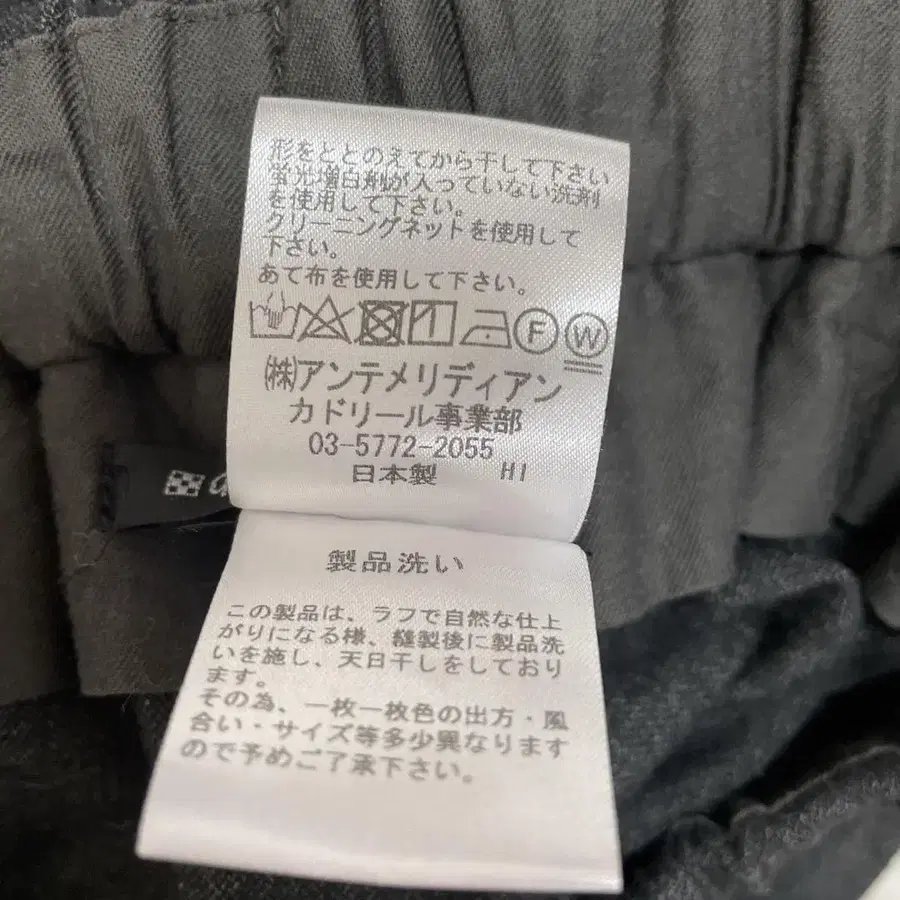 形をととのえてから干して下さい
蛍光増白剤が入っていない洗剤
を使用して下さい。
クリーニングネットを使用して
下さい。
あて布を使用して下さい。
F W
㈱アンテメリディアン
カドリール事業部
03-5772-2055
日本製 HI
製品洗い
この製品は、ラフで自然な仕上
がりになる様、縫製後に製品洗
いを施し、天日干しをしており
ます。
その為、一枚一枚色の出方・風
合い・サイズ等多少異なります
ので予めご了承下さい。